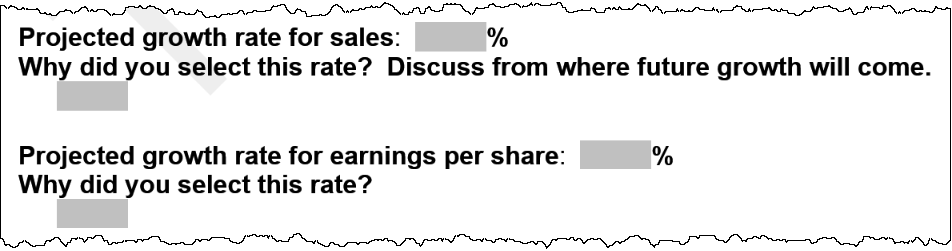 Projected growth rate for sales: %
Why did you select this rate? Discuss from where future growth will come.
Projected growth rate for earnings per share: %
Why did you select this rate?